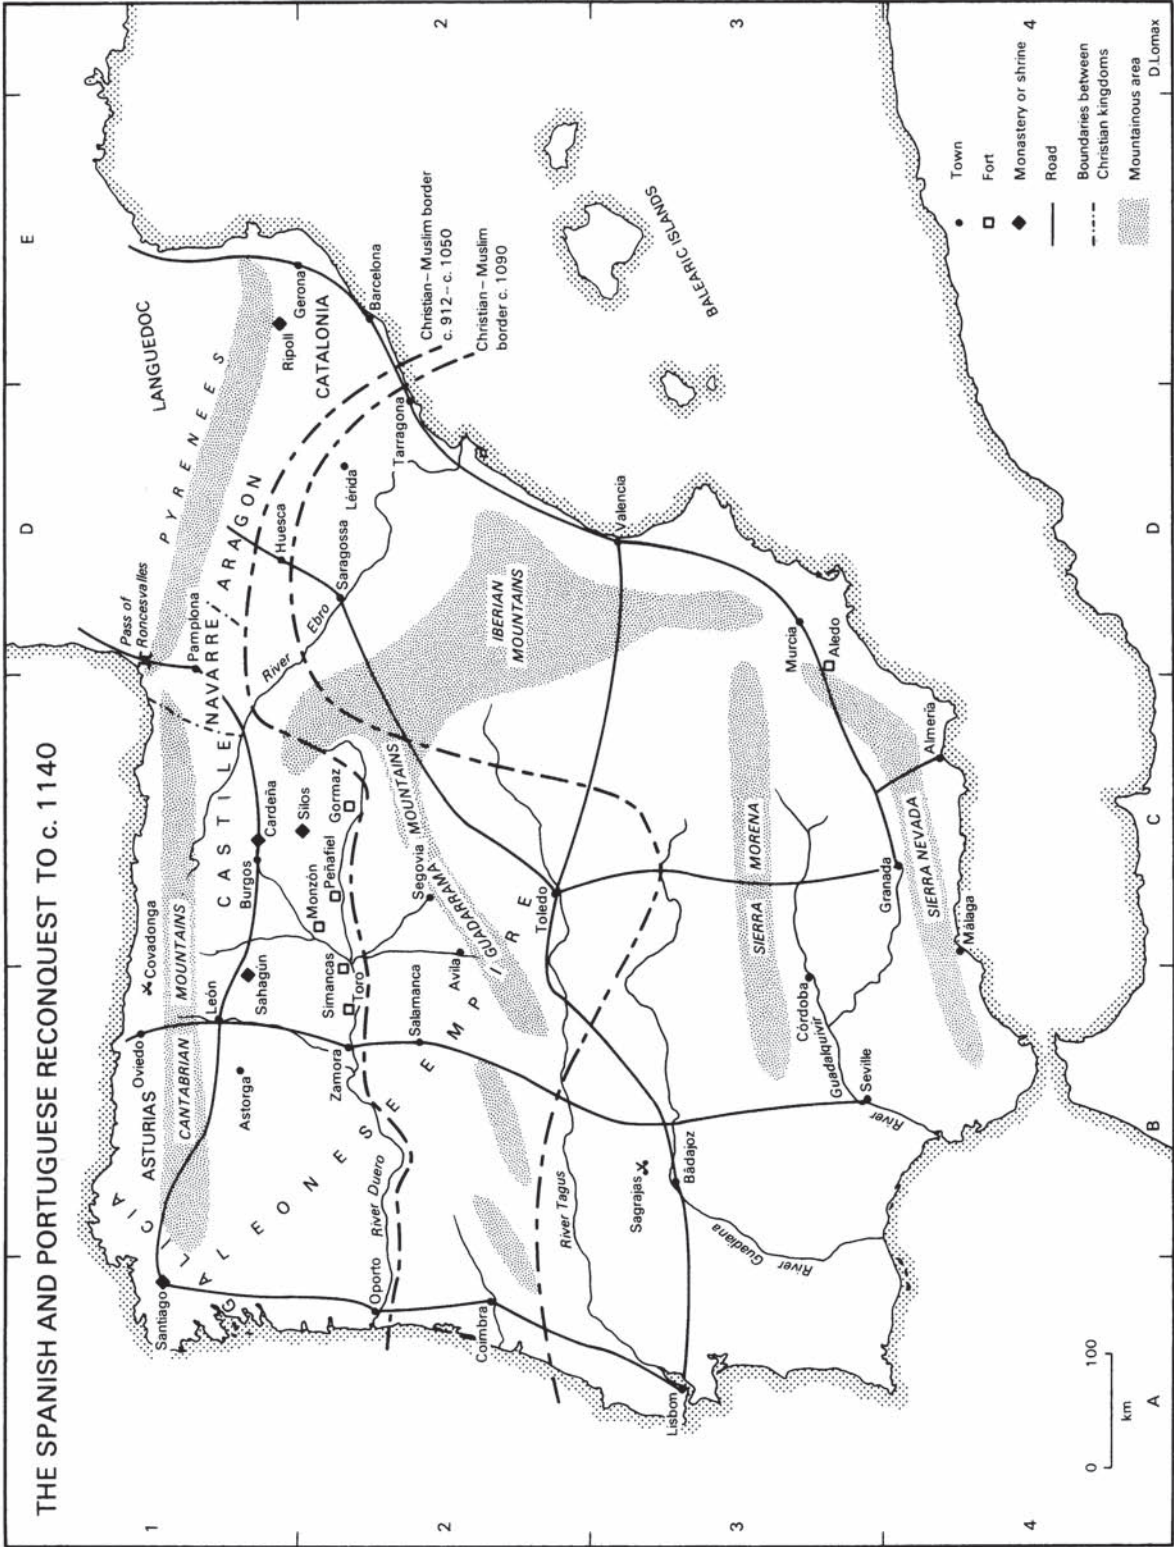 THE SPANISH AND PORTUGUESE RECONQUEST TO c. 1140
A
B
C
D
E
1
2
3
4
LANGUEDOC
PYRENEES
Pass of
Roncesvalles
Pamplona
NAVARRE
ARAGON
Huesca
Saragossa
Lérida
Ripoll
Gerona
CATALONIA
Barcelona
Tarragona
Christian–Muslim border
c. 912 -- c. 1050
Christian–Muslim
border c. 1090
River Ebro
CASTILE
Burgos
Cardeña
Silos
Monzón
Peñafiel
Gormaz
Segovia
Covadonga
CANTABRIAN MOUNTAINS
Oviedo
ASTURIAS
GALICIA
Santiago
León
Sahagún
Astorga
Simancas
Toro
Zamora
Salamanca
Avila
GUADARRAMA MOUNTAINS
LEONESE
EMPIRE
River Duero
Oporto
Coimbra
Lisbon
River Tagus
Toledo
IBERIAN
MOUNTAINS
Valencia
BALEARIC ISLANDS
Sagrajas
Bádajoz
River Guadiana
SIERRA MORENA
Córdoba
River Guadalquivir
Seville
Murcia
Aledo
Granada
SIERRA NEVADA
Almería
Málaga
0
100
km
Town
Fort
Monastery or shrine
Road
Boundaries between
Christian kingdoms
Mountainous area
D.Lomax